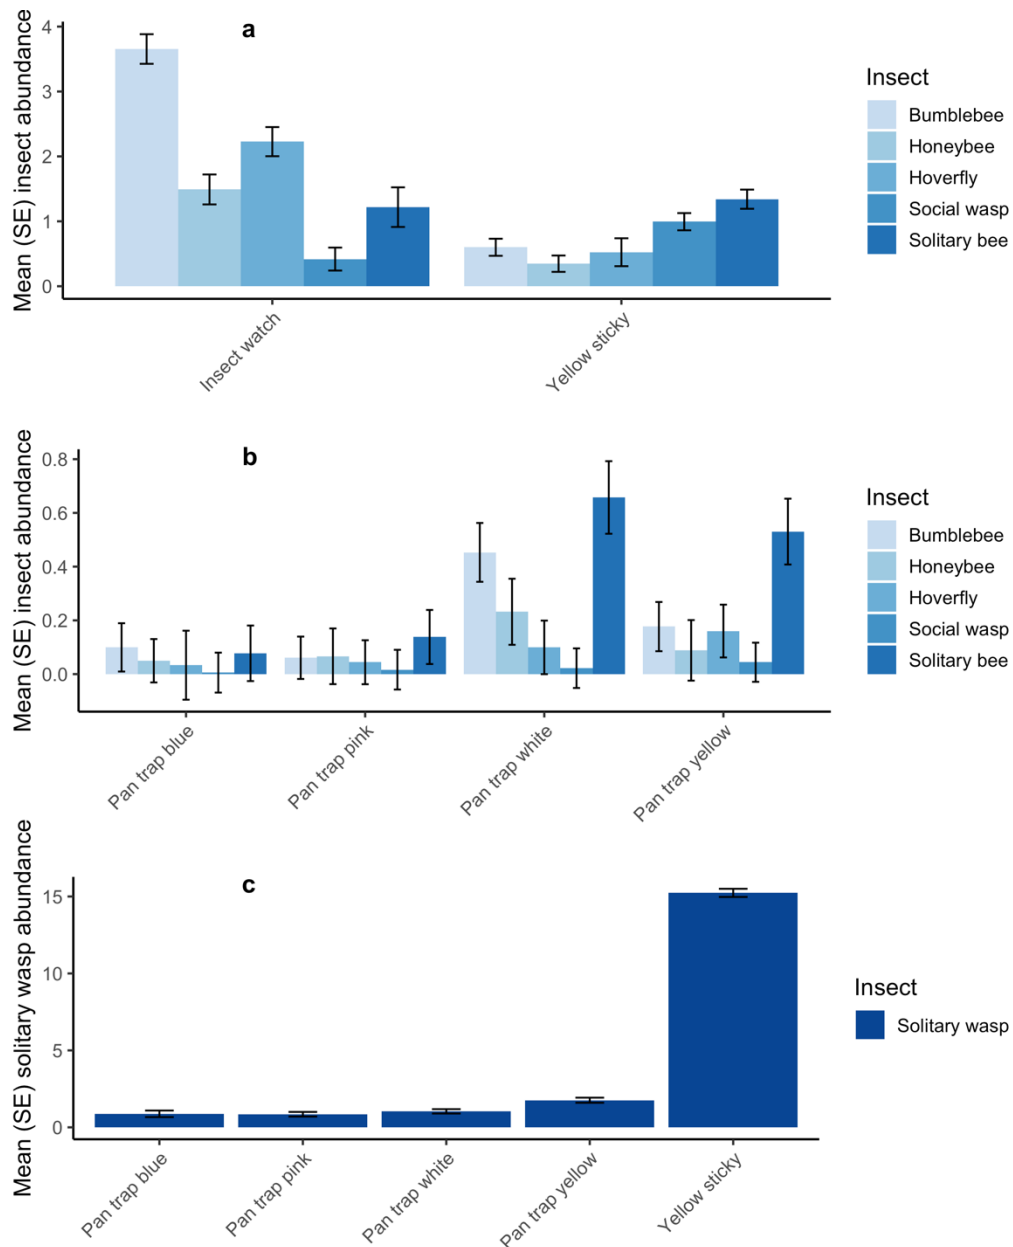 a
Mean (SE) insect abundance
4
3
2
1
0
Insect watch
Yellow sticky
Insect
Bumblebee
Honeybee
Hoverfly
Social wasp
Solitary bee
b
Mean (SE) insect abundance
0.8
0.6
0.4
0.2
0.0
Pan trap blue
Pan trap pink
Pan trap white
Pan trap yellow
Insect
Bumblebee
Honeybee
Hoverfly
Social wasp
Solitary bee
c
Mean (SE) solitary wasp abundance
15
10
5
0
Pan trap blue
Pan trap pink
Pan trap white
Pan trap yellow
Yellow sticky
Insect
Solitary wasp